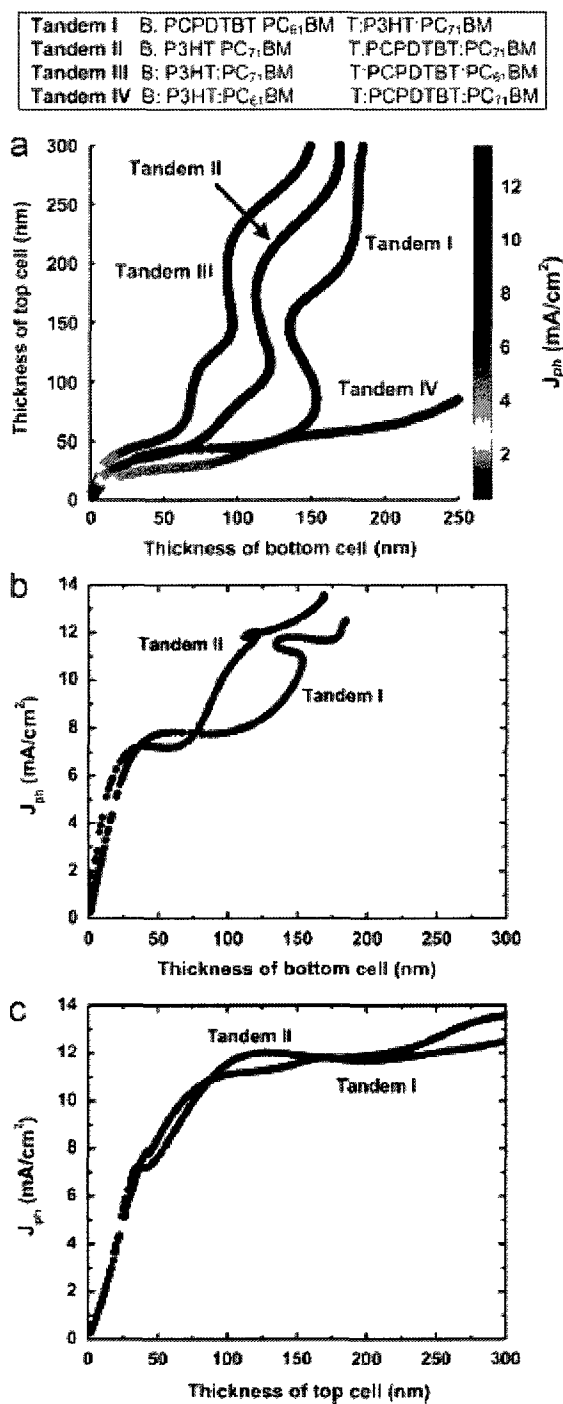 Tandem I B. PCPDTBT PC₆₁BM T:P3HT·PC₇₁BM
Tandem II B. P3HT PC₇₁BM T.PCPDTBT:PC₇₁BM
Tandem III B: P3HT:PC₇₁BM T·PCPDTBT·PC₆₁BM
Tandem IV B: P3HT:PC₆₁BM T:PCPDTBT:PC₇₁BM
a
300
250
200
150
100
50
0
Thickness of top cell (nm)
Tandem II
Tandem III
Tandem I
Tandem IV
12
10
8
6
4
2
J_ph (mA/cm²)
0 50 100 150 200 250
Thickness of bottom cell (nm)
b
14
12
10
8
6
4
2
0
J_ph (mA/cm²)
Tandem II
Tandem I
0 50 100 150 200 250 300
Thickness of bottom cell (nm)
c
14
12
10
8
6
4
2
0
J_ph (mA/cm²)
Tandem II
Tandem I
0 50 100 150 200 250 300
Thickness of top cell (nm)